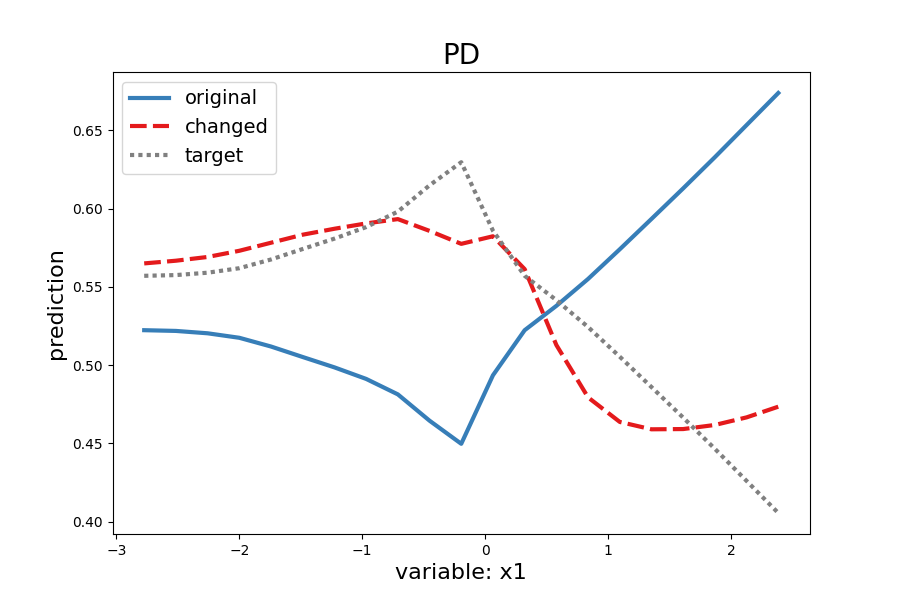 PD
original
changed
target
prediction
0.65
0.60
0.55
0.50
0.45
0.40
−3
−2
−1
0
1
2
variable: x1